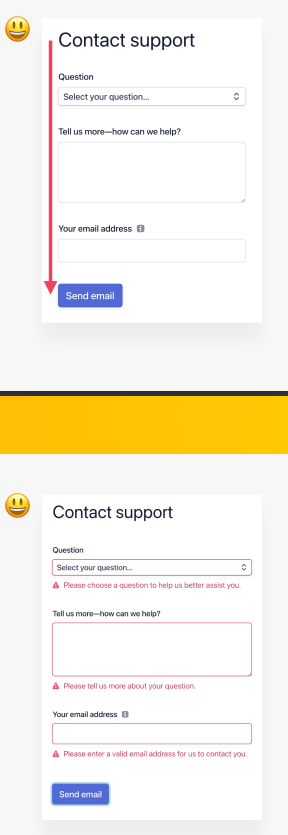 Contact support
Question
Select your question...
Tell us more—how can we help?
Your email address
Send email
Contact support
Question
Select your question...
Please choose a question to help us better assist you.
Tell us more—how can we help?
Please tell us more about your question.
Your email address
Please enter a valid email address for us to contact you.
Send email